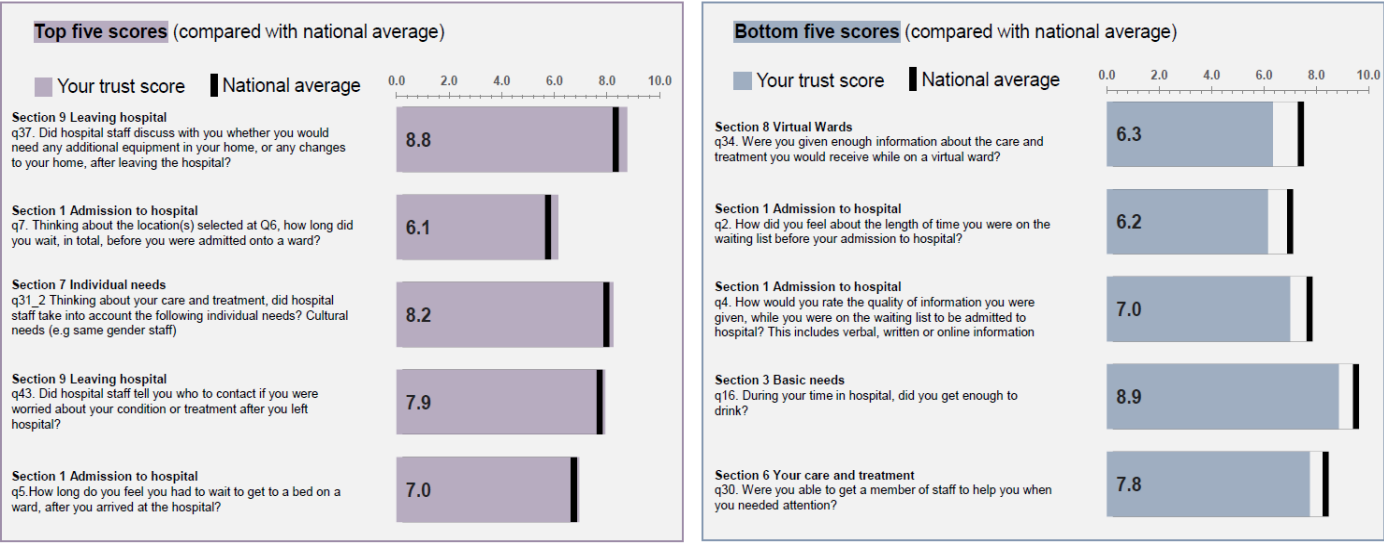 Top five scores (compared with national average)
Your trust score
National average
0.0 2.0 4.0 6.0 8.0 10.0
Section 9 Leaving hospital
q37. Did hospital staff discuss with you whether you would
need any additional equipment in your home, or any changes
to your home, after leaving the hospital?
8.8
Section 1 Admission to hospital
q7. Thinking about the location(s) selected at Q6, how long did
you wait, in total, before you were admitted onto a ward?
6.1
Section 7 Individual needs
q31_2 Thinking about your care and treatment, did hospital
staff take into account the following individual needs? Cultural
needs (e.g same gender staff)
8.2
Section 9 Leaving hospital
q43. Did hospital staff tell you who to contact if you were
worried about your condition or treatment after you left
hospital?
7.9
Section 1 Admission to hospital
q5.How long do you feel you had to wait to get to a bed on a
ward, after you arrived at the hospital?
7.0
Bottom five scores (compared with national average)
Your trust score
National average
0.0 2.0 4.0 6.0 8.0 10.0
Section 8 Virtual Wards
q34. Were you given enough information about the care and
treatment you would receive while on a virtual ward?
6.3
Section 1 Admission to hospital
q2. How did you feel about the length of time you were on the
waiting list before your admission to hospital?
6.2
Section 1 Admission to hospital
q4. How would you rate the quality of information you were
given, while you were on the waiting list to be admitted to
hospital? This includes verbal, written or online information
7.0
Section 3 Basic needs
q16. During your time in hospital, did you get enough to
drink?
8.9
Section 6 Your care and treatment
q30. Were you able to get a member of staff to help you when
you needed attention?
7.8